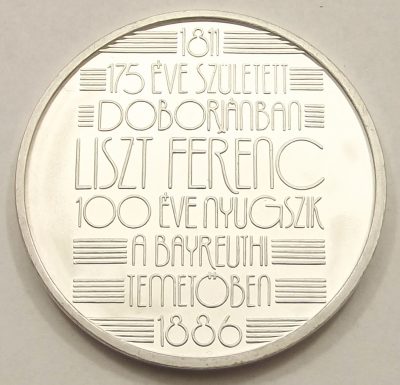 1811
175 ÉVE SZÜLETETT
DOBORJÁNBAN
LISZT FERENC
100 ÉVE NYUGSZIK
A BAYREUTHI
TEMETŐBEN
1886